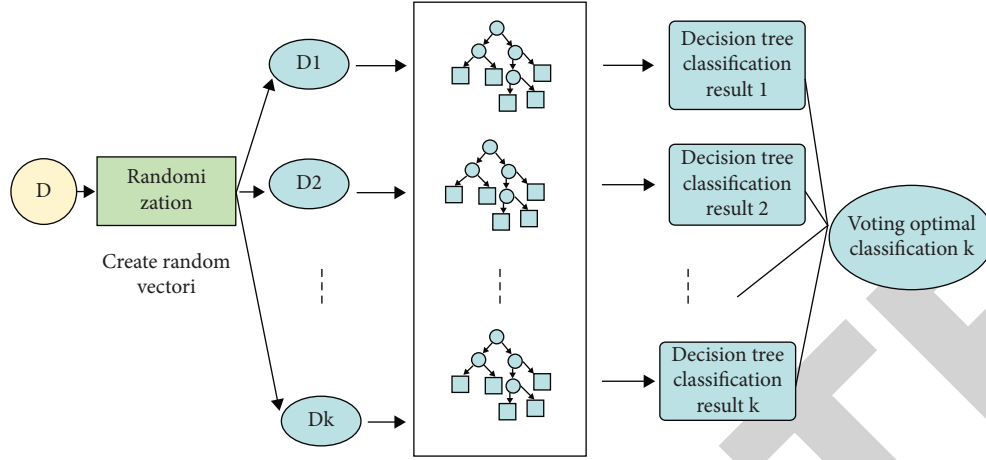 D
Randomi
zation
Create random
vectori
D1
D2
Dk
Decision tree
classification
result 1
Decision tree
classification
result 2
Decision tree
classification
result k
Voting optimal
classification k